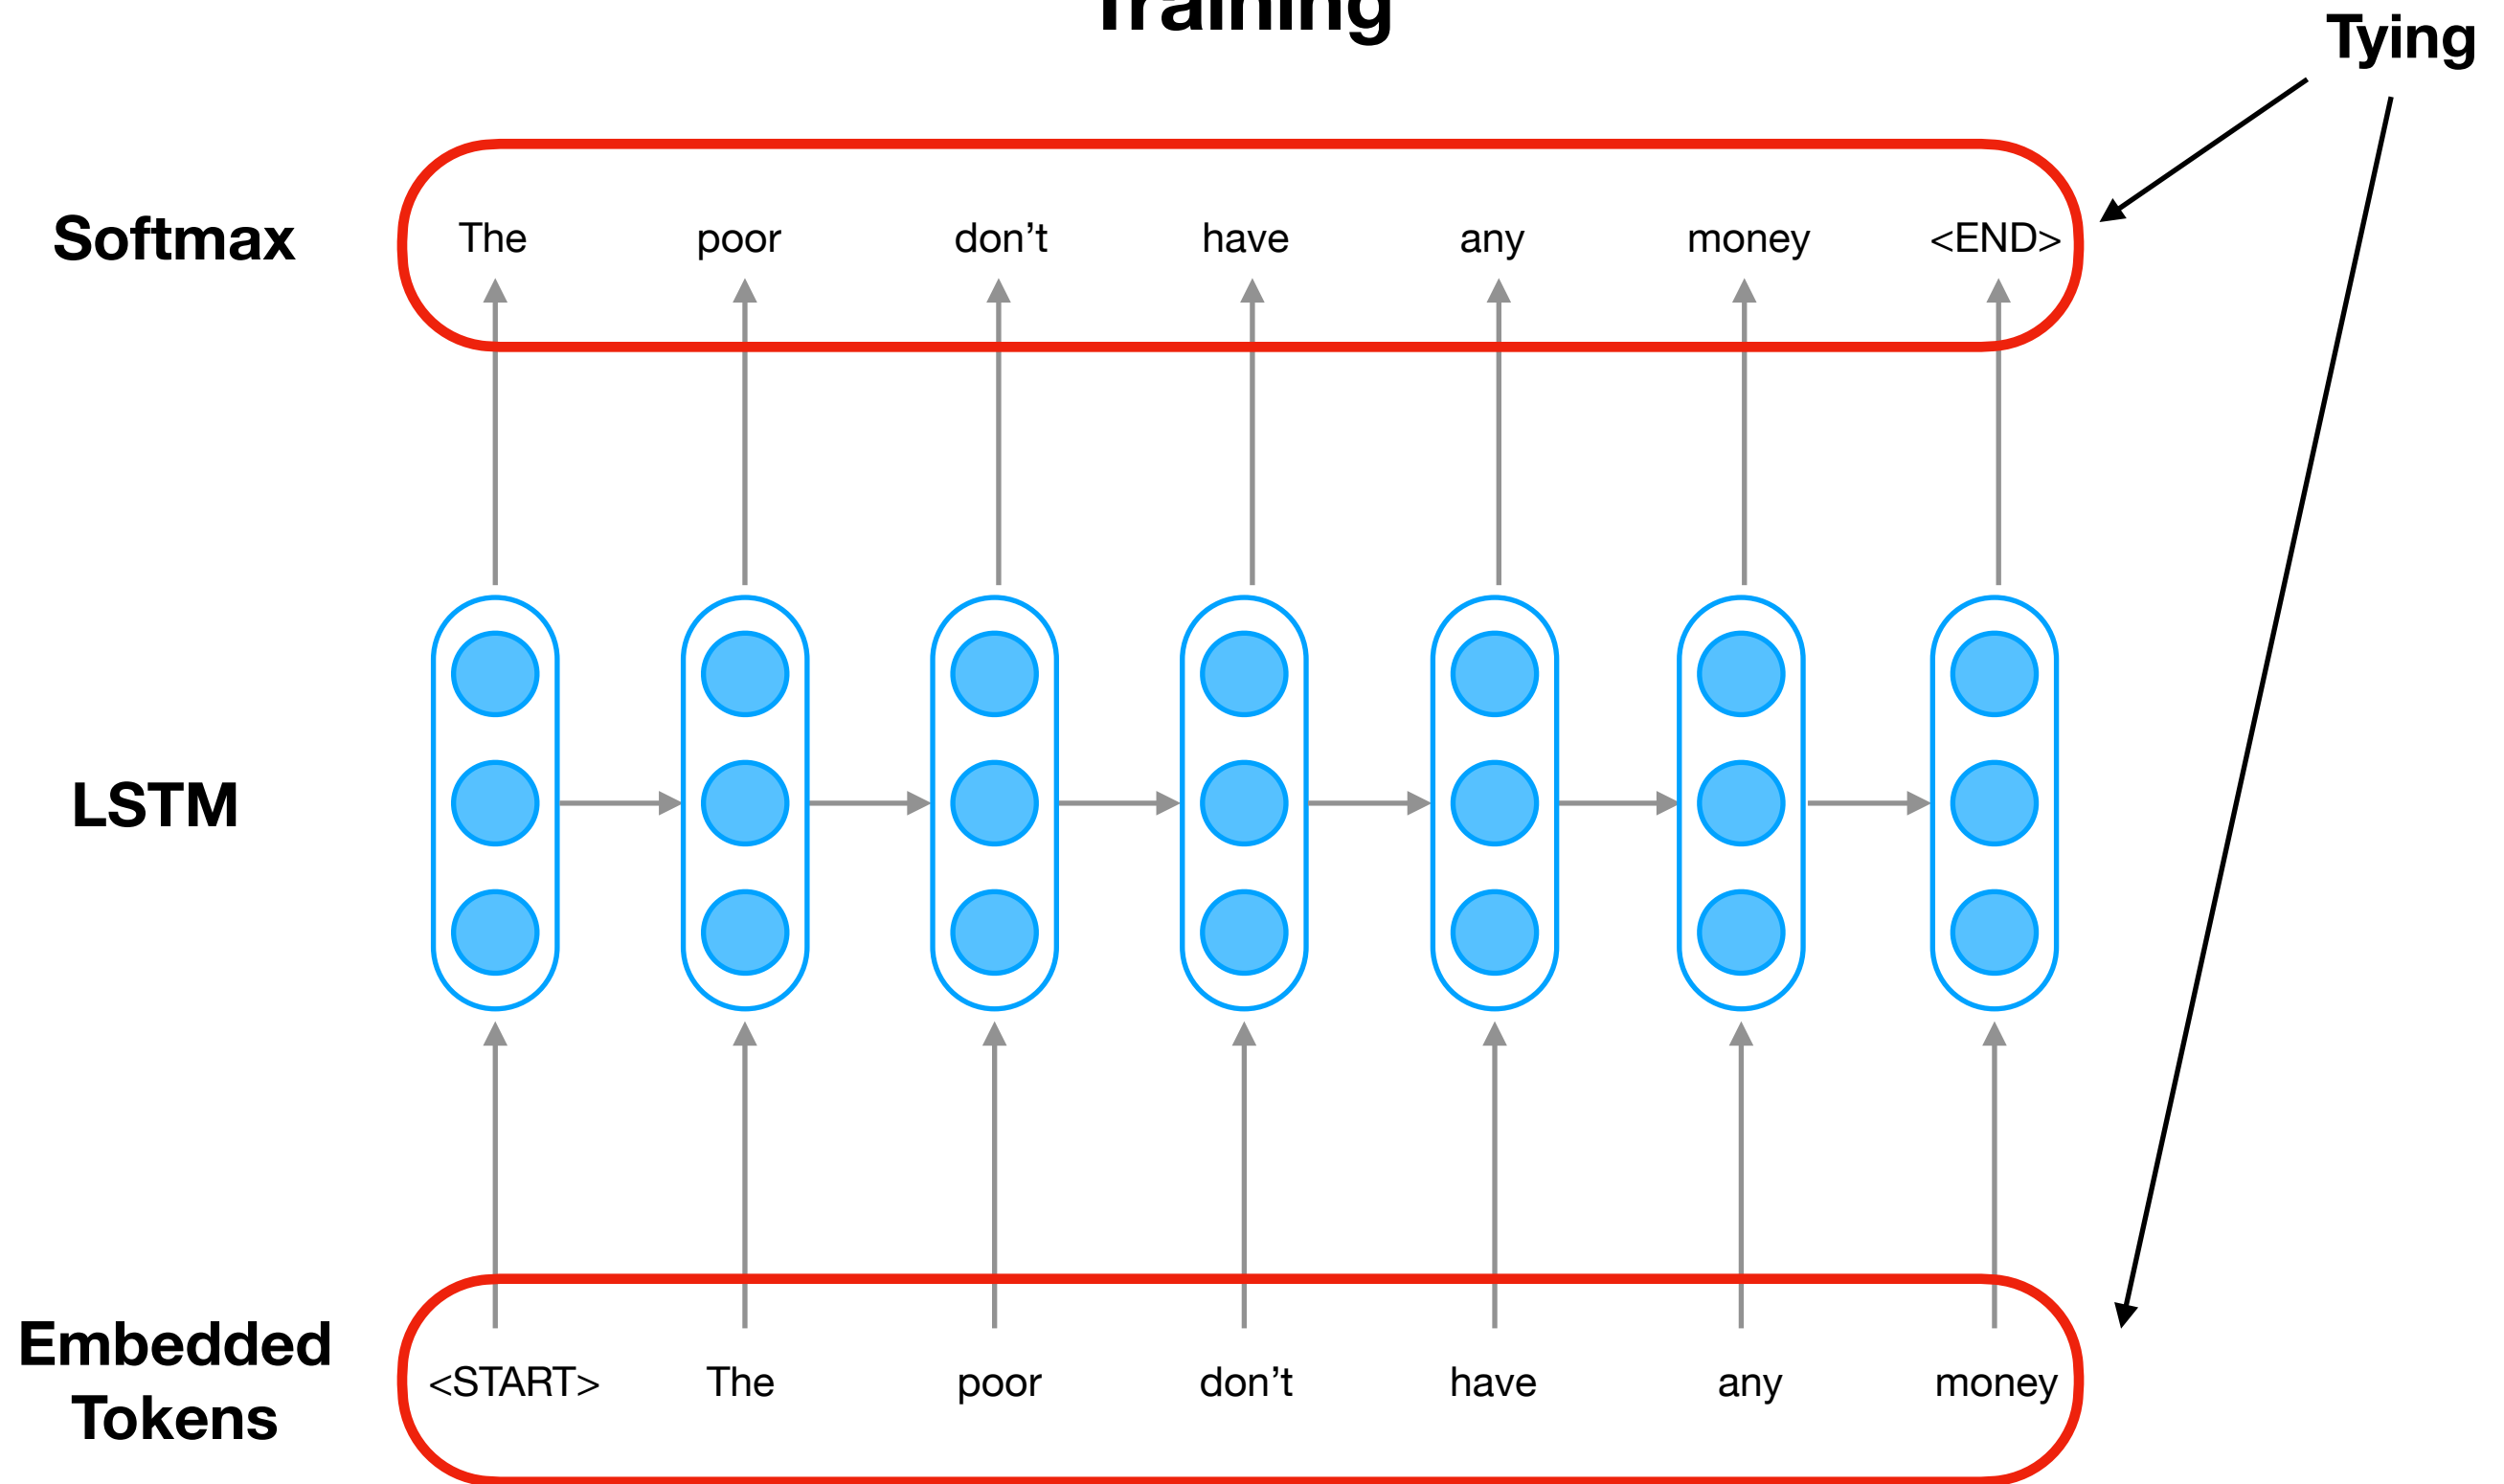 Training
Tying
Softmax
The poor don’t have any money <END>
LSTM
Embedded
Tokens
<START> The poor don’t have any money